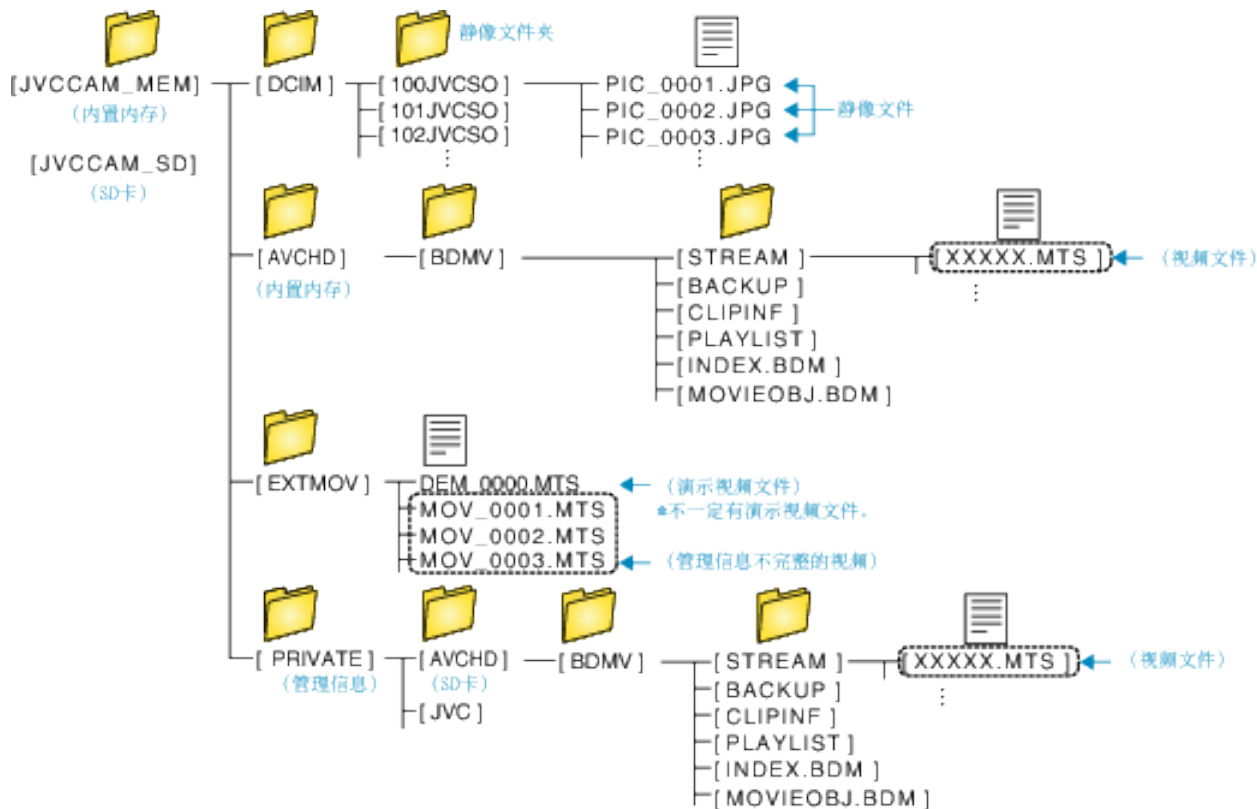 静像文件夹
[JVCCAM_MEM]
[DCIM]
[100JVCSO]
PIC_0001.JPG
(内置内存)
[101JVCSO]
PIC_0002.JPG
静像文件
[102JVCSO]
PIC_0003.JPG
[JVCCAM_SD]
(SD卡)
[AVCHD]
[BDMV]
[STREAM]
[XXXXX.MTS]
(视频文件)
(内置内存)
[BACKUP]
[CLIPINF]
[PLAYLIST]
[INDEX.BDM]
[MOVIEOBJ.BDM]
[EXTMOV]
DEM_0000.MTS
(演示视频文件)
MOV_0001.MTS
*不一定有演示视频文件.
MOV_0002.MTS
MOV_0003.MTS
(管理信息不完整的视频)
[PRIVATE]
[AVCHD]
[BDMV]
[STREAM]
[XXXXX.MTS]
(视频文件)
(管理信息)
(SD卡)
[BACKUP]
[JVC]
[CLIPINF]
[PLAYLIST]
[INDEX.BDM]
[MOVIEOBJ.BDM]